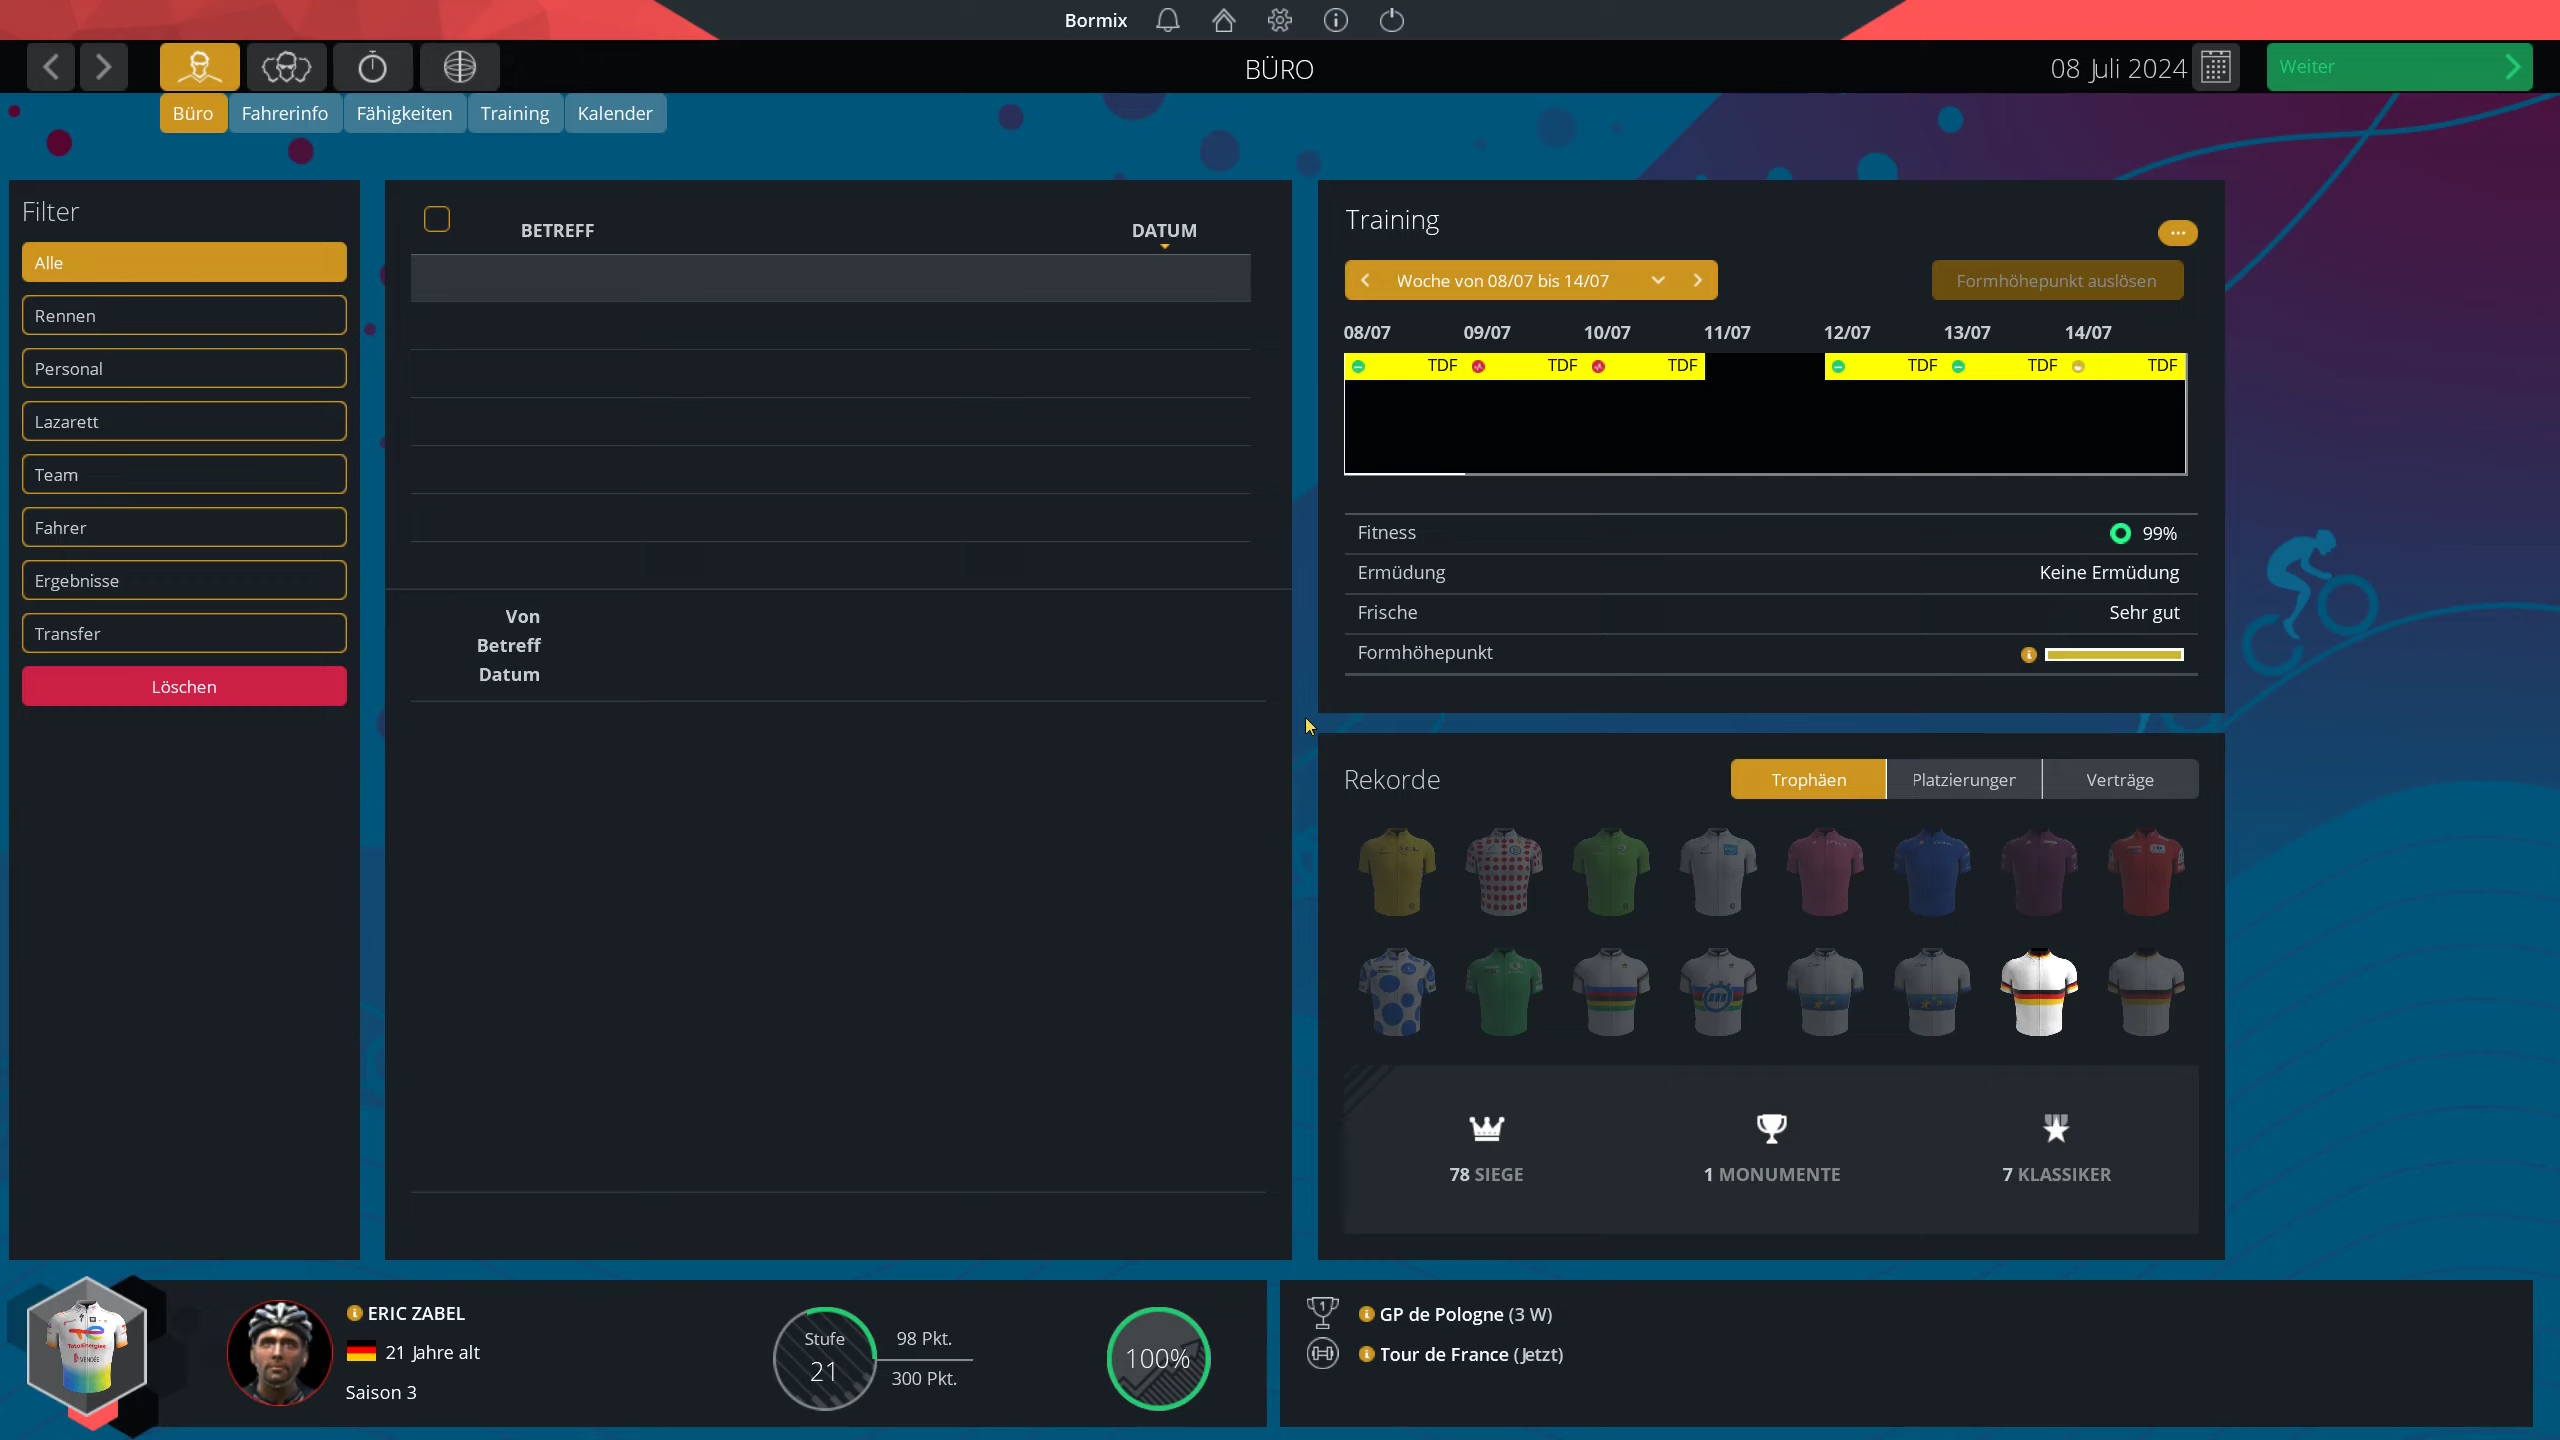 Bormix
BÜRO
08 Juli 2024
Weiter
Büro
Fahrerinfo
Fähigkeiten
Training
Kalender
Filter
Alle
Rennen
Personal
Lazarett
Team
Fahrer
Ergebnisse
Transfer
Löschen
BETREFF
DATUM
Von
Betreff
Datum
Training
...
Woche von 08/07 bis 14/07
Formhöhepunkt auslösen
08/07 09/07 10/07 11/07 12/07 13/07 14/07
TDF TDF TDF TDF TDF TDF
Fitness 99%
Ermüdung Keine Ermüdung
Frische Sehr gut
Formhöhepunkt
Rekorde
Trophäen
Platzierunger
Verträge
78 SIEGE
1 MONUMENTE
7 KLASSIKER
TotalEnergies
VENDÉE
ERIC ZABEL
21 Jahre alt
Saison 3
Stufe
21
98 Pkt.
300 Pkt.
100%
GP de Pologne (3 W)
Tour de France (Jetzt)